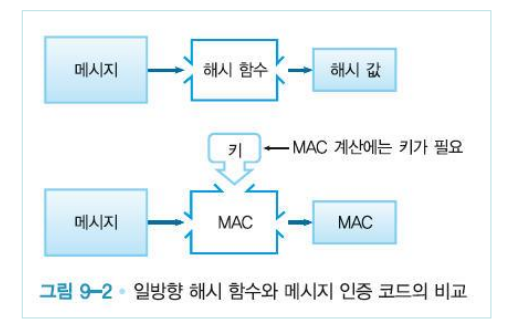 메시지
해시 함수
해시 값
키
MAC 계산에는 키가 필요
메시지
MAC
MAC
그림 9-2 • 일방향 해시 함수와 메시지 인증 코드의 비교